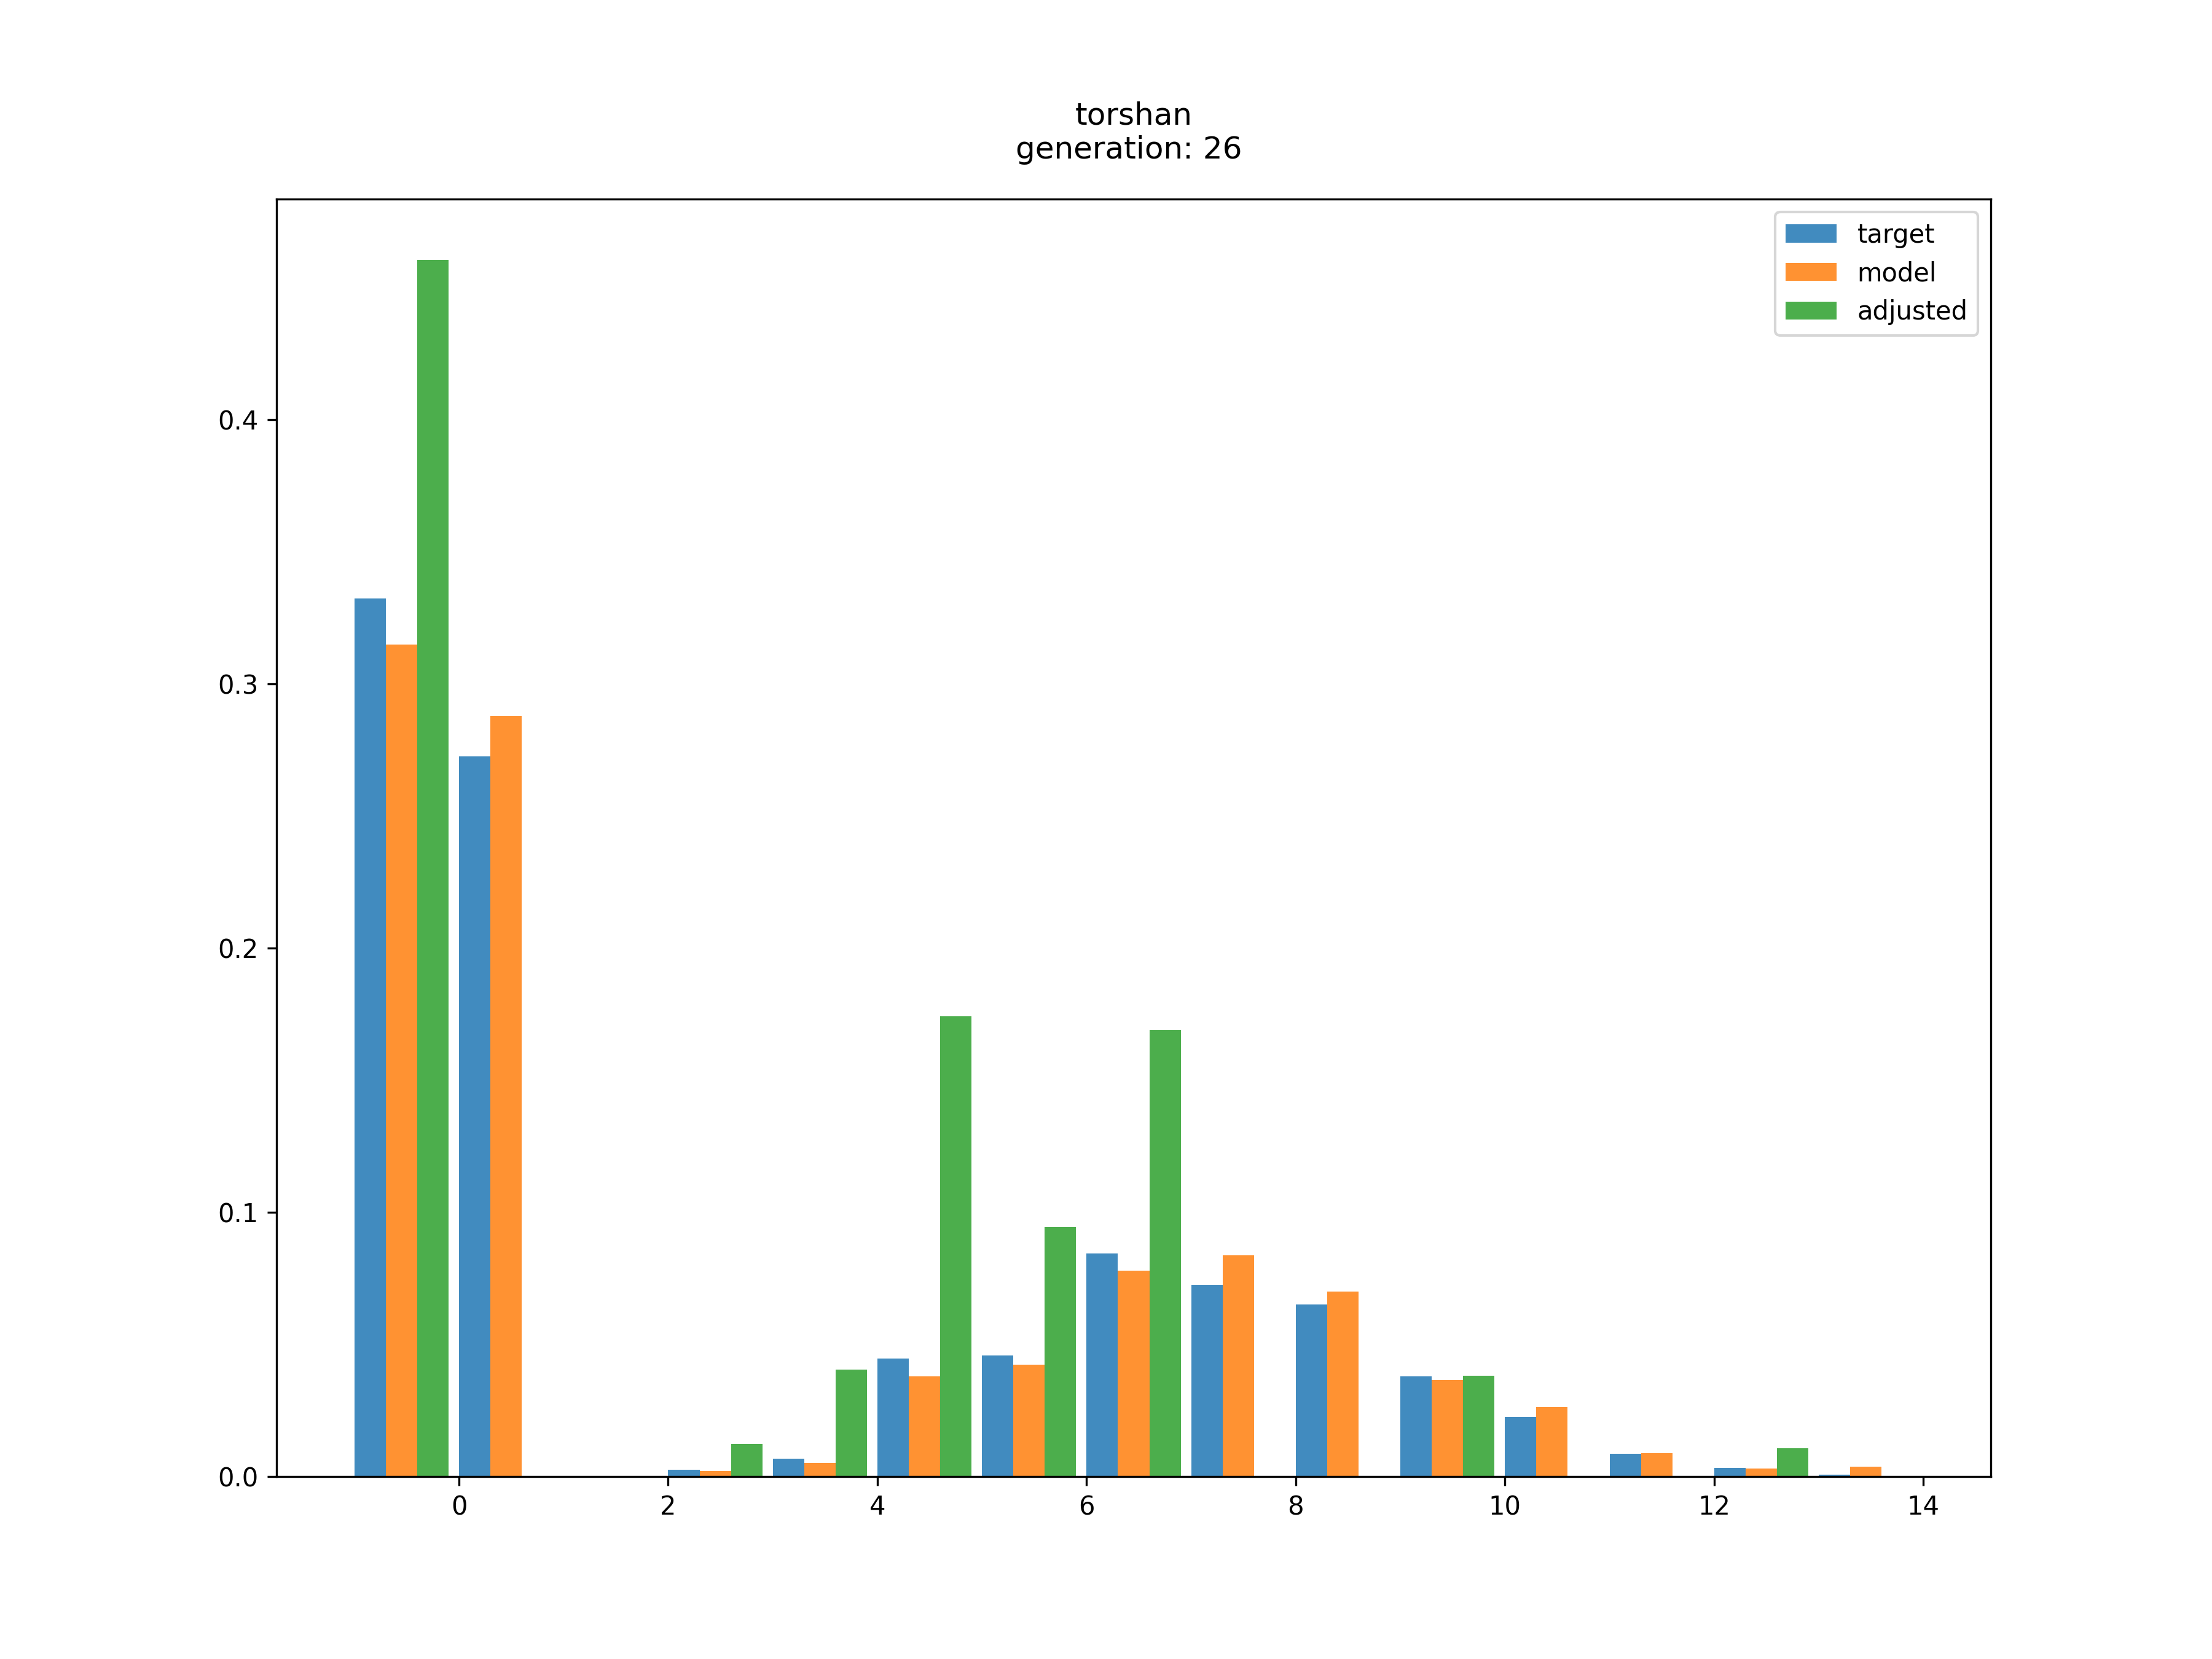 torshan
generation: 26
target
model
adjusted
0.4
0.3
0.2
0.1
0.0
0 2 4 6 8 10 12 14